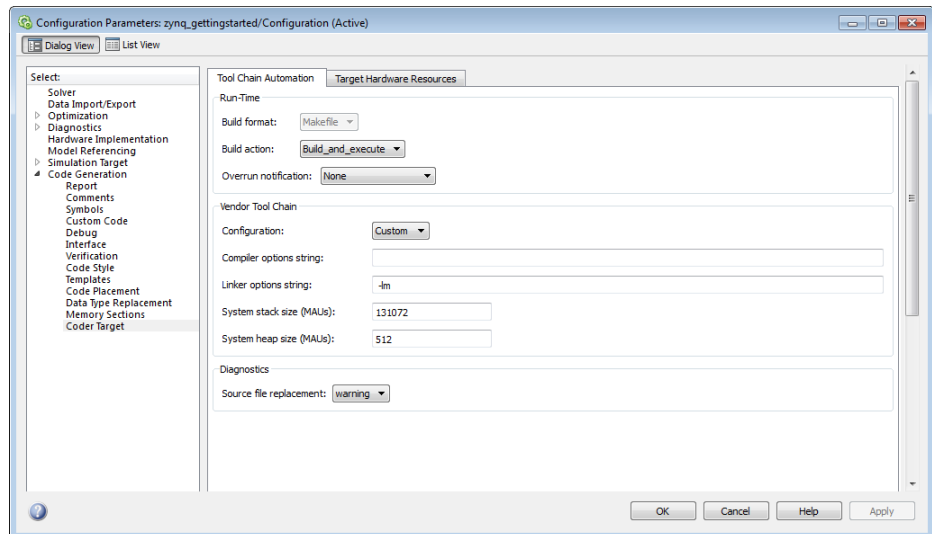 Configuration Parameters: zynq_gettingstarted/Configuration (Active)
Dialog View List View
Select:
Solver
Data Import/Export
Optimization
Diagnostics
Hardware Implementation
Model Referencing
Simulation Target
Code Generation
Report
Comments
Symbols
Custom Code
Debug
Interface
Verification
Code Style
Templates
Code Placement
Data Type Replacement
Memory Sections
Coder Target
Tool Chain Automation Target Hardware Resources
Run-Time
Build format: Makefile
Build action: Build_and_execute
Overrun notification: None
Vendor Tool Chain
Configuration: Custom
Compiler options string:
Linker options string: -lm
System stack size (MAUs): 131072
System heap size (MAUs): 512
Diagnostics
Source file replacement: warning
OK Cancel Help Apply